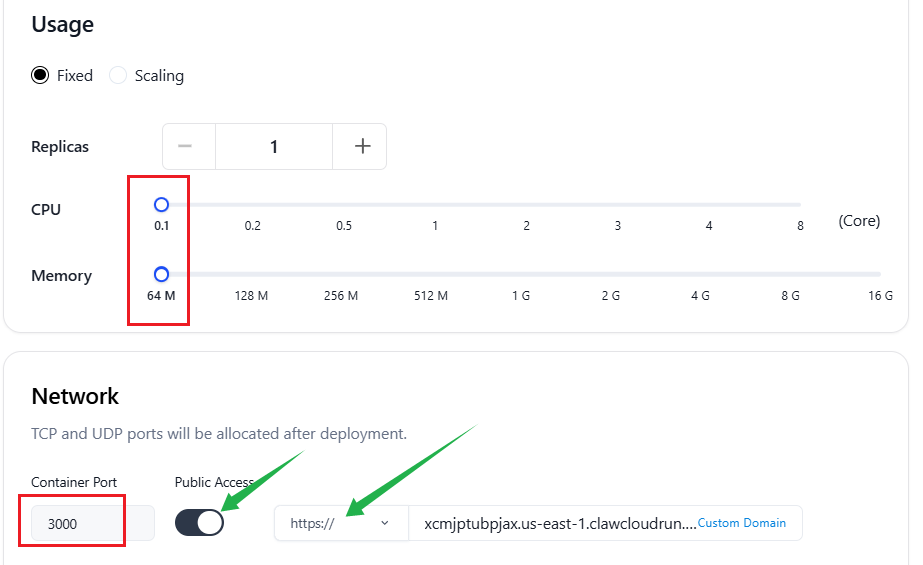 Usage
Fixed Scaling
Replicas 1
CPU
0.1 0.2 0.5 1 2 3 4 8 (Core)
Memory
64 M 128 M 256 M 512 M 1 G 2 G 4 G 8 G 16 G
Network
TCP and UDP ports will be allocated after deployment.
Container Port Public Access
3000 https:// xcmjptubpjax.us-east-1.clawcloudrun.... Custom Domain